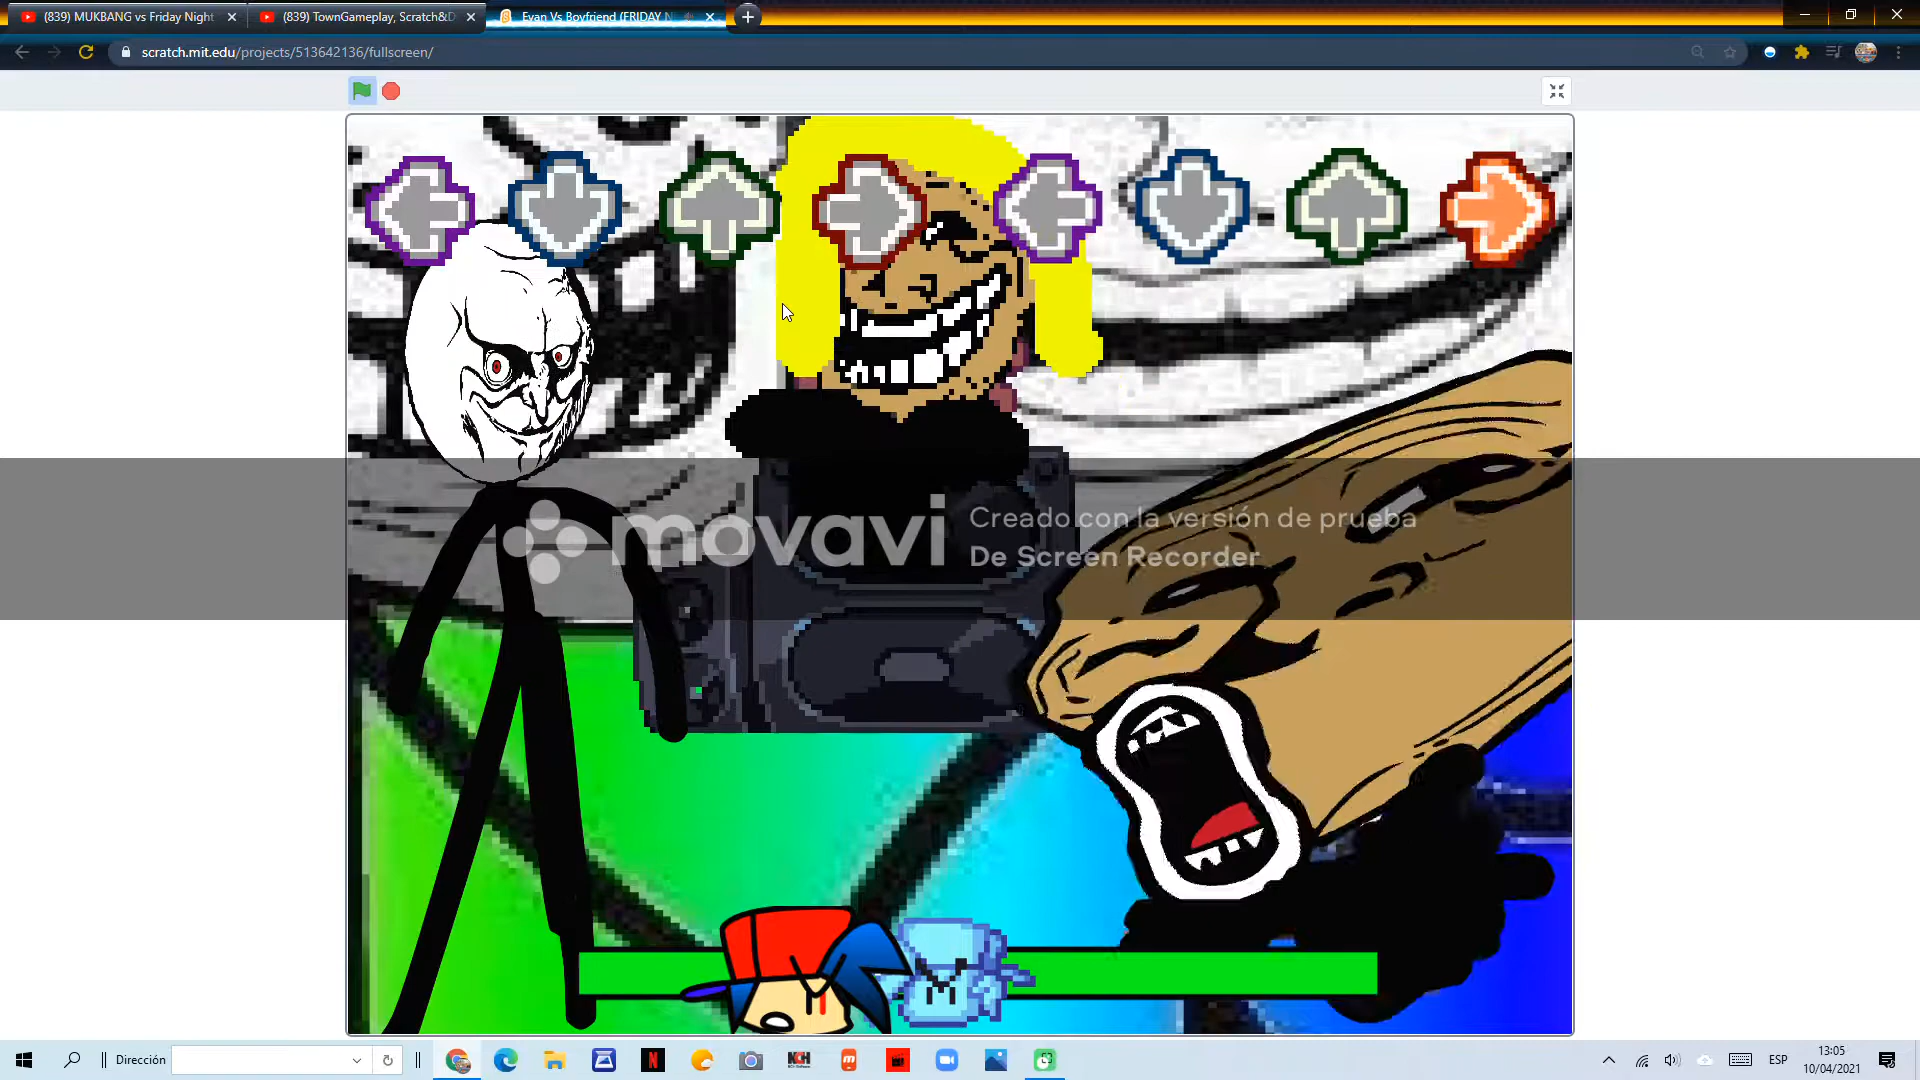 (839) MUKBANG vs Friday Night
(839) TownGameplay, Scratch&D
Evan Vs Boyfriend (FRIDAY N
scratch.mit.edu/projects/513642136/fullscreen/
movavi
Creado con la versión de prueba
De Screen Recorder
Dirección
NCH
ESP
13:05
10/04/2021